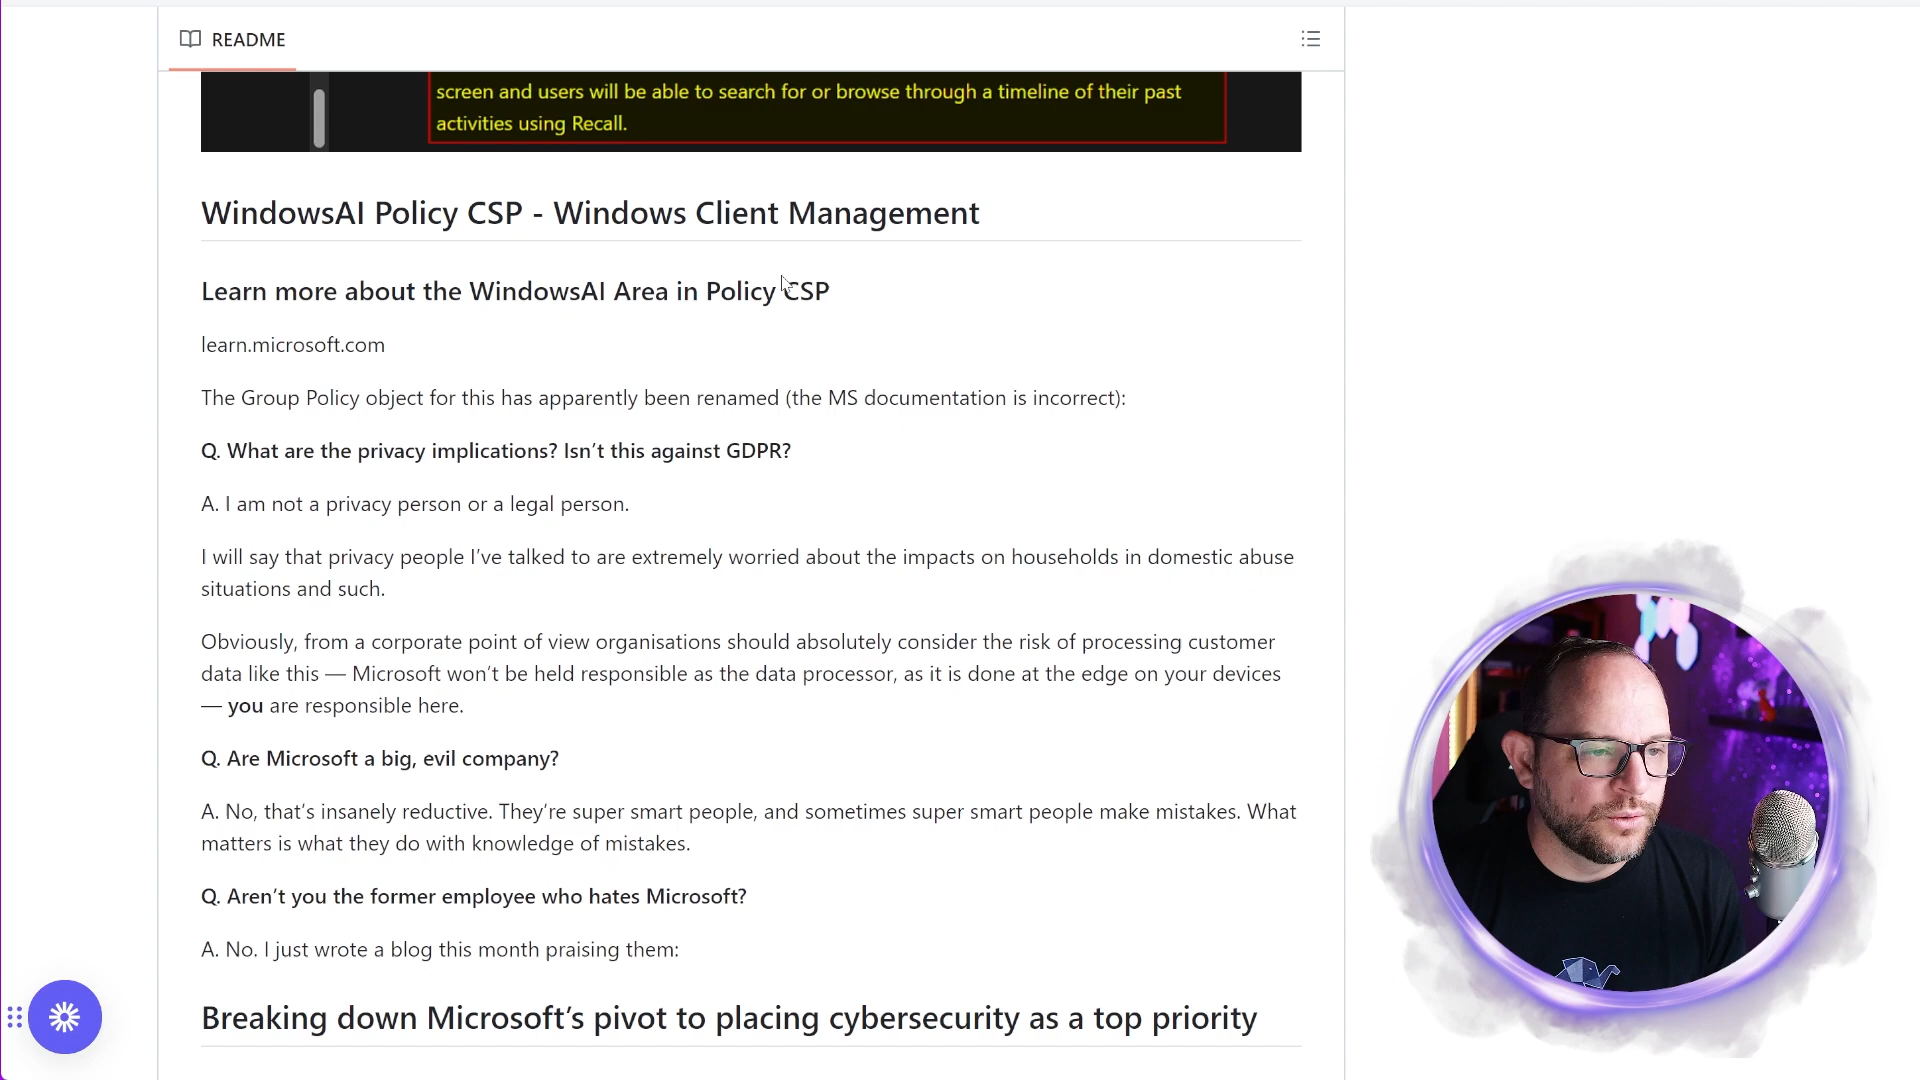 README
screen and users will be able to search for or browse through a timeline of their past
activities using Recall.
WindowsAI Policy CSP - Windows Client Management
Learn more about the WindowsAI Area in Policy CSP
learn.microsoft.com
The Group Policy object for this has apparently been renamed (the MS documentation is incorrect):
Q. What are the privacy implications? Isn’t this against GDPR?
A. I am not a privacy person or a legal person.
I will say that privacy people I’ve talked to are extremely worried about the impacts on households in domestic abuse
situations and such.
Obviously, from a corporate point of view organisations should absolutely consider the risk of processing customer
data like this — Microsoft won’t be held responsible as the data processor, as it is done at the edge on your devices
— you are responsible here.
Q. Are Microsoft a big, evil company?
A. No, that’s insanely reductive. They’re super smart people, and sometimes super smart people make mistakes. What
matters is what they do with knowledge of mistakes.
Q. Aren’t you the former employee who hates Microsoft?
A. No. I just wrote a blog this month praising them:
Breaking down Microsoft’s pivot to placing cybersecurity as a top priority